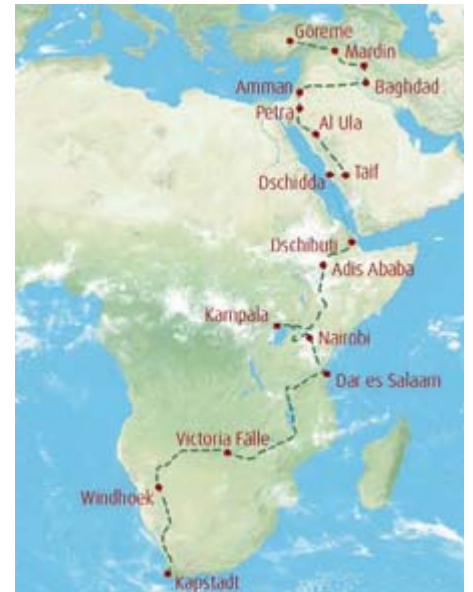 Göreme
Mardin
Baghdad
Amman
Petra
Al Ula
Dschidda
Taif
Dschibuti
Adis Ababa
Kampala
Nairobi
Dar es Salaam
Victoria Fälle
Windhoek
Kapstadt